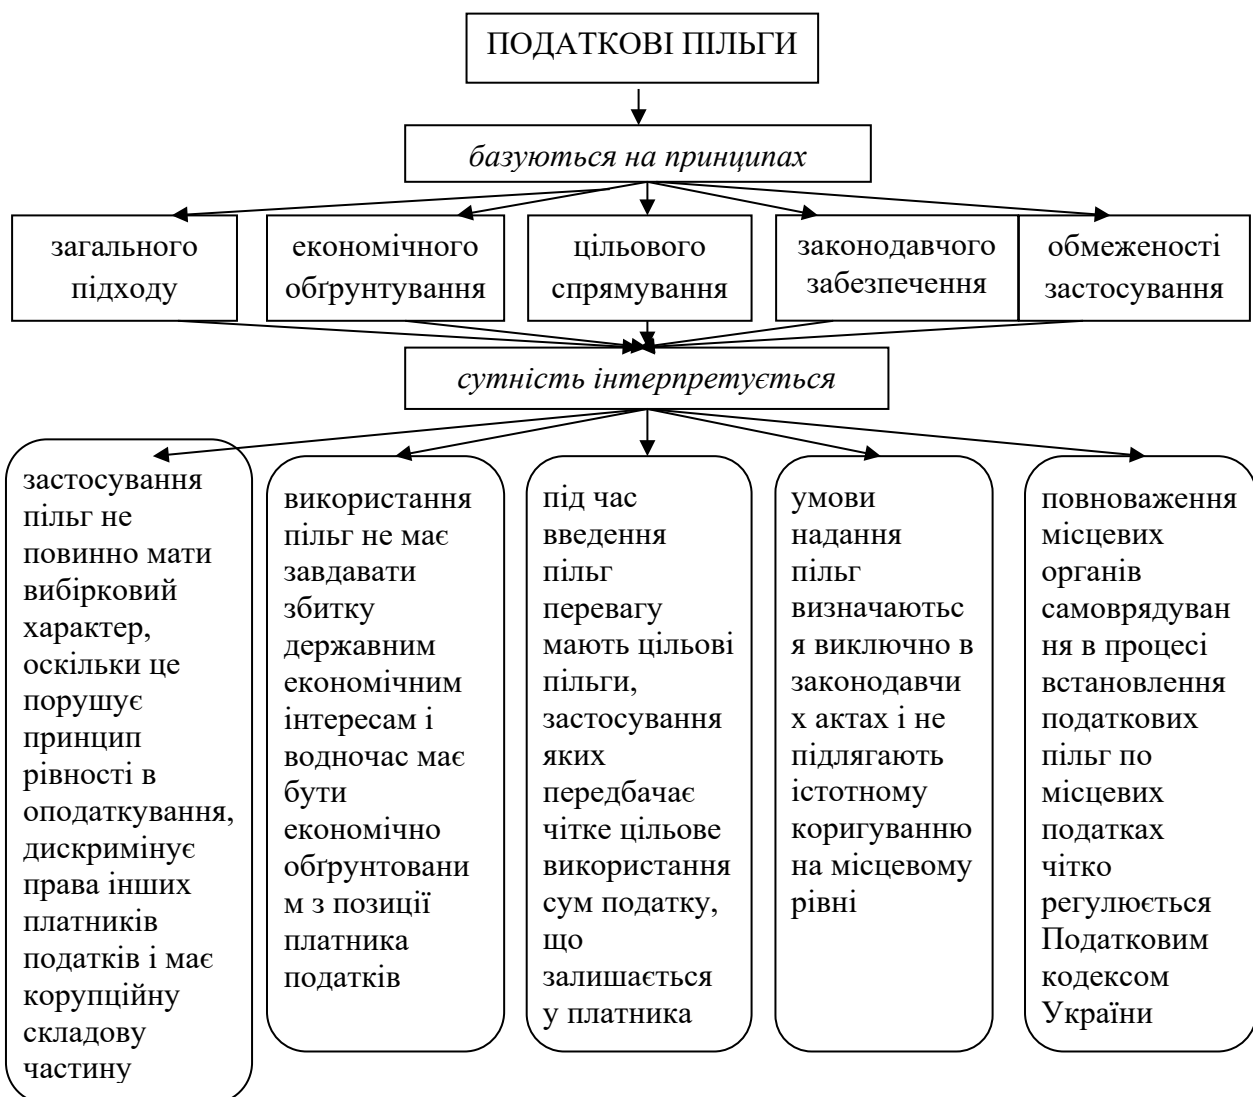 ПОДАТКОВІ ПІЛЬГИ
базуються на принципах
загального
підходу
економічного
обґрунтування
цільового
спрямування
законодавчого
забезпечення
обмеженості
застосування
сутність інтерпретується
застосування
пільг не
повинно мати
вибірковий
характер,
оскільки це
порушує
принцип
рівності в
оподаткування,
дискримінує
права інших
платників
податків і має
корупційну
складову
частину
використання
пільг не має
завдавати
збитку
державним
економічним
інтересам і
водночас має
бути
економічно
обґрунтовани
м з позиції
платника
податків
під час
введення
пільг
перевагу
мають цільові
пільги,
застосування
яких
передбачає
чітке цільове
використання
сум податку,
що
залишається
у платника
умови
надання
пільг
визначаютьс
я виключно в
законодавчи
х актах і не
підлягають
істотному
коригуванню
на місцевому
рівні
повноваження
місцевих
органів
самоврядуван
ня в процесі
встановлення
податкових
пільг по
місцевих
податках
чітко
регулюється
Податковим
кодексом
України